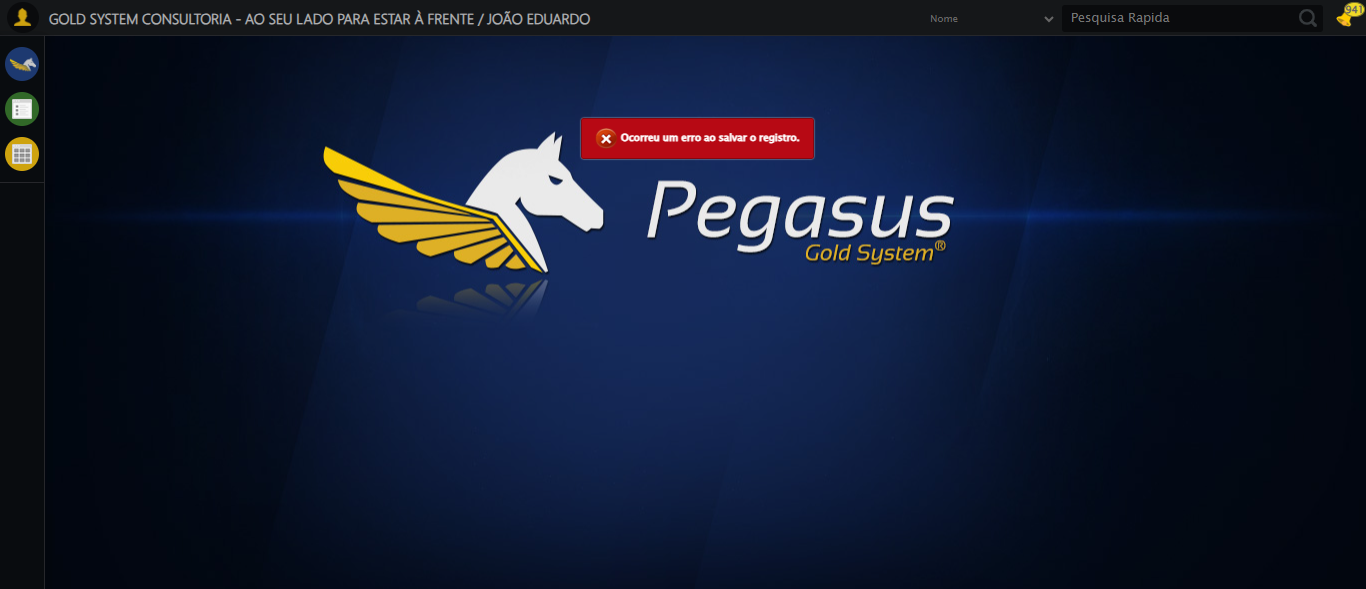 GOLD SYSTEM CONSULTORIA - AO SEU LADO PARA ESTAR À FRENTE / JOÃO EDUARDO
Nome
Pesquisa Rapida
941
Ocorreu um erro ao salvar o registro.
Pegasus
Gold System®